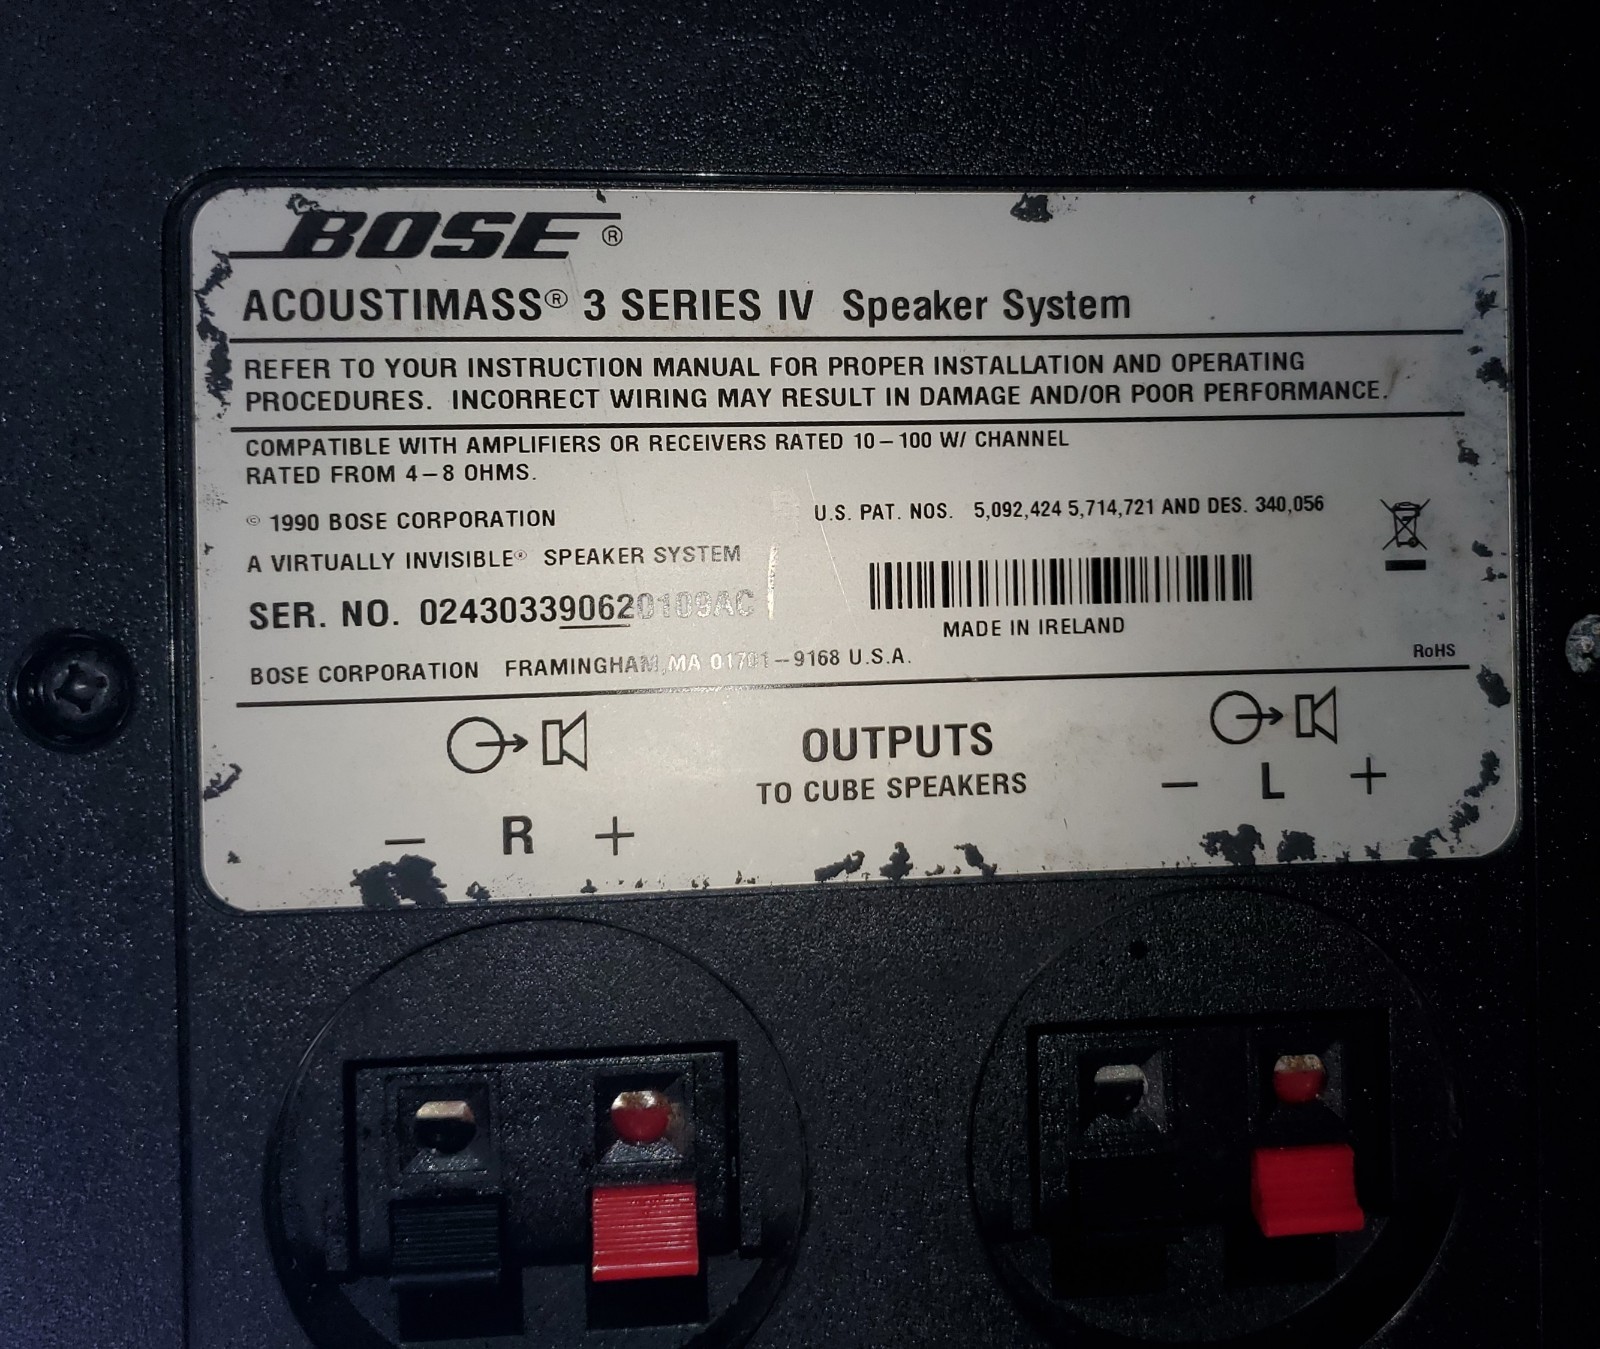 BOSE®
ACOUSTIMASS® 3 SERIES IV Speaker System
REFER TO YOUR INSTRUCTION MANUAL FOR PROPER INSTALLATION AND OPERATING
PROCEDURES. INCORRECT WIRING MAY RESULT IN DAMAGE AND/OR POOR PERFORMANCE.
COMPATIBLE WITH AMPLIFIERS OR RECEIVERS RATED 10–100 W/ CHANNEL
RATED FROM 4–8 OHMS.
© 1990 BOSE CORPORATION
U.S. PAT. NOS. 5,092,424 5,714,721 AND DES. 340,056
A VIRTUALLY INVISIBLE® SPEAKER SYSTEM
SER. NO. 024303390620109AC
MADE IN IRELAND
BOSE CORPORATION FRAMINGHAM, MA 01701–9168 U.S.A.
RoHS
OUTPUTS
TO CUBE SPEAKERS
– R +
– L +